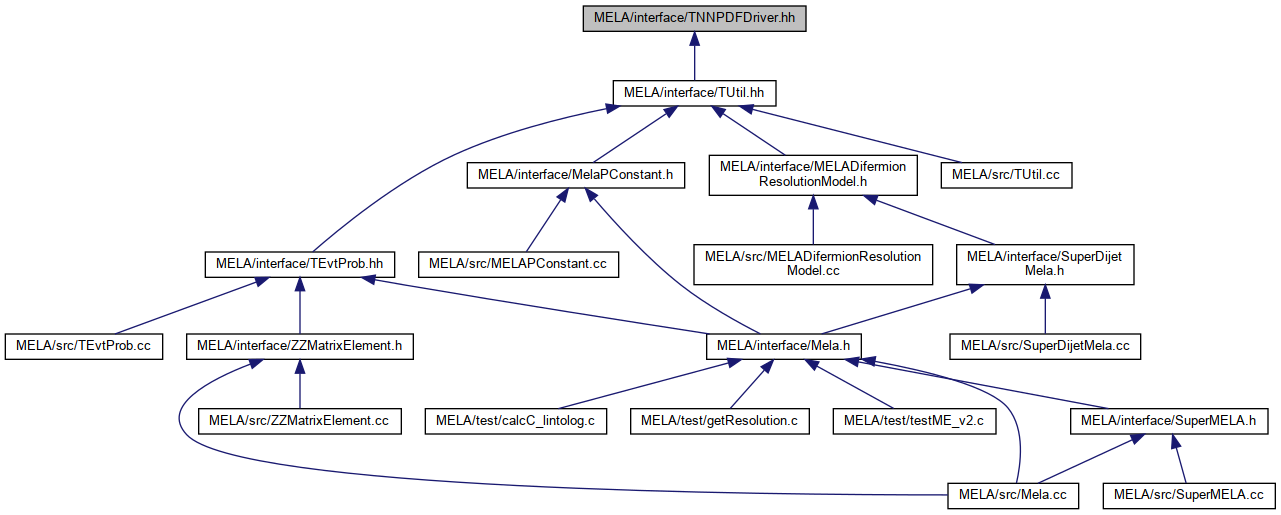 MELA/interface/TNNPDFDriver.hh
MELA/interface/TUtil.hh
MELA/interface/MelaPConstant.h
MELA/interface/MELADifermion
ResolutionModel.h
MELA/src/TUtil.cc
MELA/interface/TEvtProb.hh
MELA/src/MELAPConstant.cc
MELA/src/MELADifermionResolution
Model.cc
MELA/interface/SuperDijet
Mela.h
MELA/src/TEvtProb.cc
MELA/interface/ZZMatrixElement.h
MELA/interface/Mela.h
MELA/src/SuperDijetMela.cc
MELA/src/ZZMatrixElement.cc
MELA/test/calcC_lintolog.c
MELA/test/getResolution.c
MELA/test/testME_v2.c
MELA/interface/SuperMELA.h
MELA/src/Mela.cc
MELA/src/SuperMELA.cc